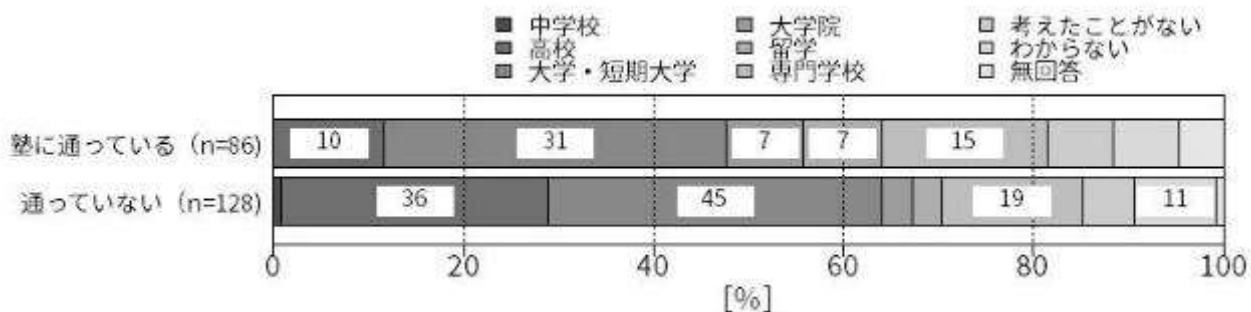 中学校 大学院 考えたことがない
高校 留学 わからない
大学・短期大学 専門学校 無回答
塾に通っている (n=86) 10 31 7 7 15
通っていない (n=128) 36 45 19 11
0 20 40 60 80 100
[%]